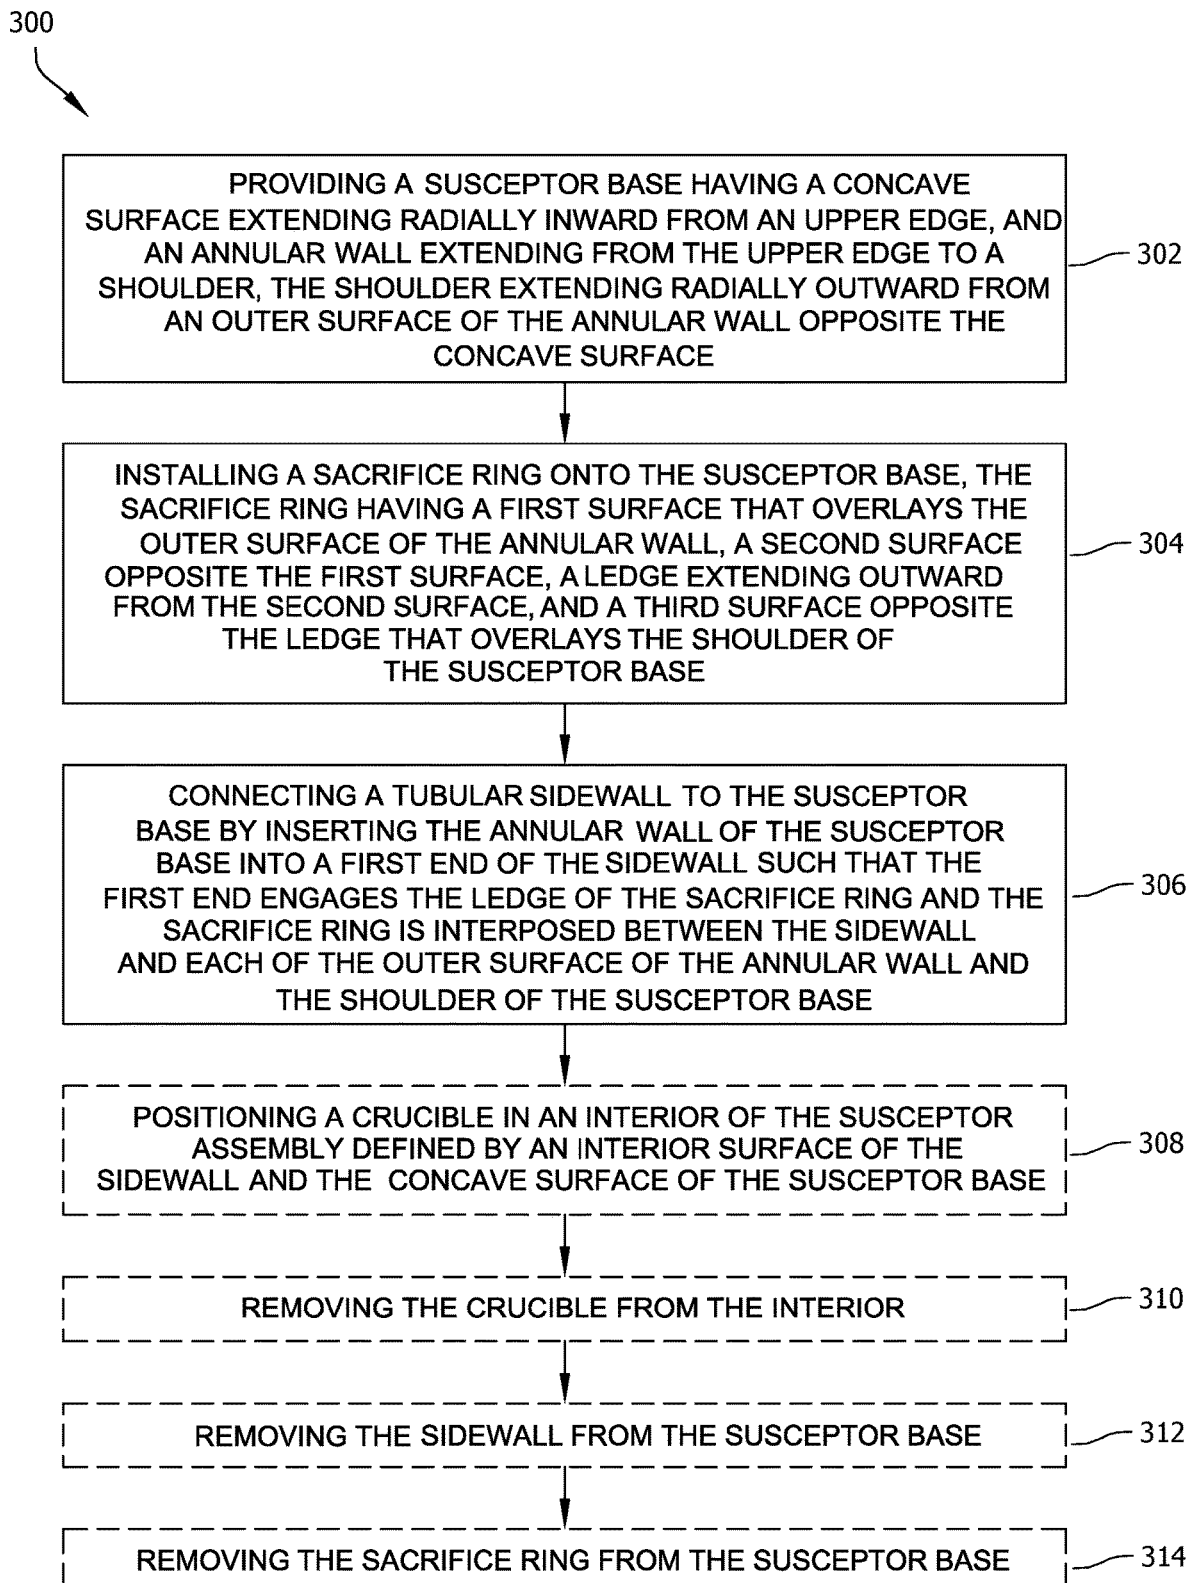 300
PROVIDING A SUSCEPTOR BASE HAVING A CONCAVE
SURFACE EXTENDING RADIALLY INWARD FROM AN UPPER EDGE, AND
AN ANNULAR WALL EXTENDING FROM THE UPPER EDGE TO A
SHOULDER, THE SHOULDER EXTENDING RADIALLY OUTWARD FROM
AN OUTER SURFACE OF THE ANNULAR WALL OPPOSITE THE
CONCAVE SURFACE
302
INSTALLING A SACRIFICE RING ONTO THE SUSCEPTOR BASE, THE
SACRIFICE RING HAVING A FIRST SURFACE THAT OVERLAYS THE
OUTER SURFACE OF THE ANNULAR WALL, A SECOND SURFACE
OPPOSITE THE FIRST SURFACE, A LEDGE EXTENDING OUTWARD
FROM THE SECOND SURFACE, AND A THIRD SURFACE OPPOSITE
THE LEDGE THAT OVERLAYS THE SHOULDER OF
THE SUSCEPTOR BASE
304
CONNECTING A TUBULAR SIDEWALL TO THE SUSCEPTOR
BASE BY INSERTING THE ANNULAR WALL OF THE SUSCEPTOR
BASE INTO A FIRST END OF THE SIDEWALL SUCH THAT THE
FIRST END ENGAGES THE LEDGE OF THE SACRIFICE RING AND THE
SACRIFICE RING IS INTERPOSED BETWEEN THE SIDEWALL
AND EACH OF THE OUTER SURFACE OF THE ANNULAR WALL AND
THE SHOULDER OF THE SUSCEPTOR BASE
306
POSITIONING A CRUCIBLE IN AN INTERIOR OF THE SUSCEPTOR
ASSEMBLY DEFINED BY AN INTERIOR SURFACE OF THE
SIDEWALL AND THE CONCAVE SURFACE OF THE SUSCEPTOR BASE
308
REMOVING THE CRUCIBLE FROM THE INTERIOR
310
REMOVING THE SIDEWALL FROM THE SUSCEPTOR BASE
312
REMOVING THE SACRIFICE RING FROM THE SUSCEPTOR BASE
314